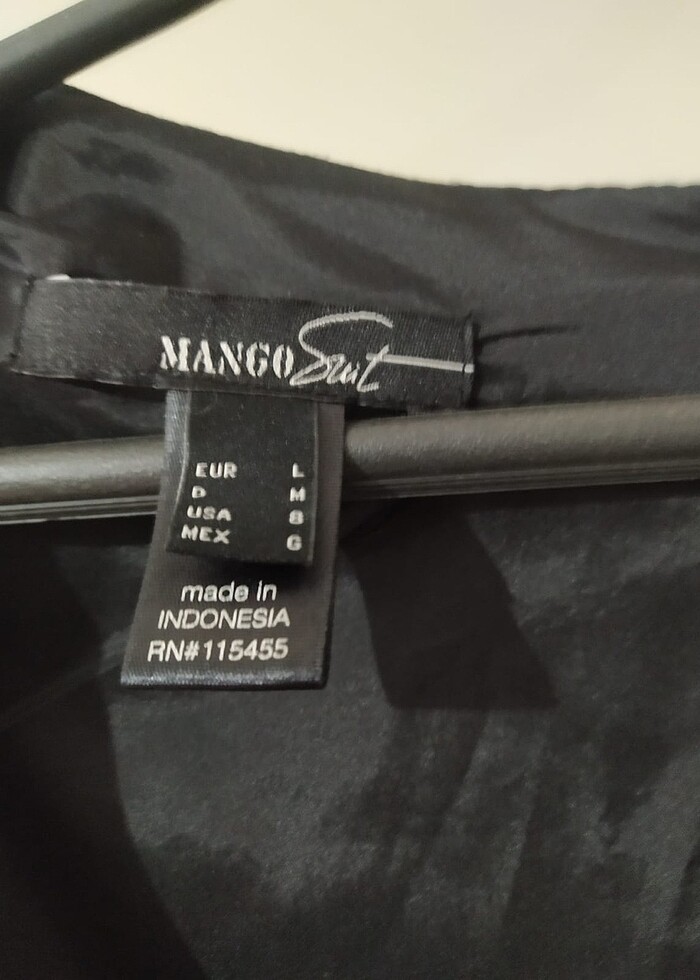 MANGO Suit
EUR L
D M
USA 8
MEX G
made in
INDONESIA
RN#115455